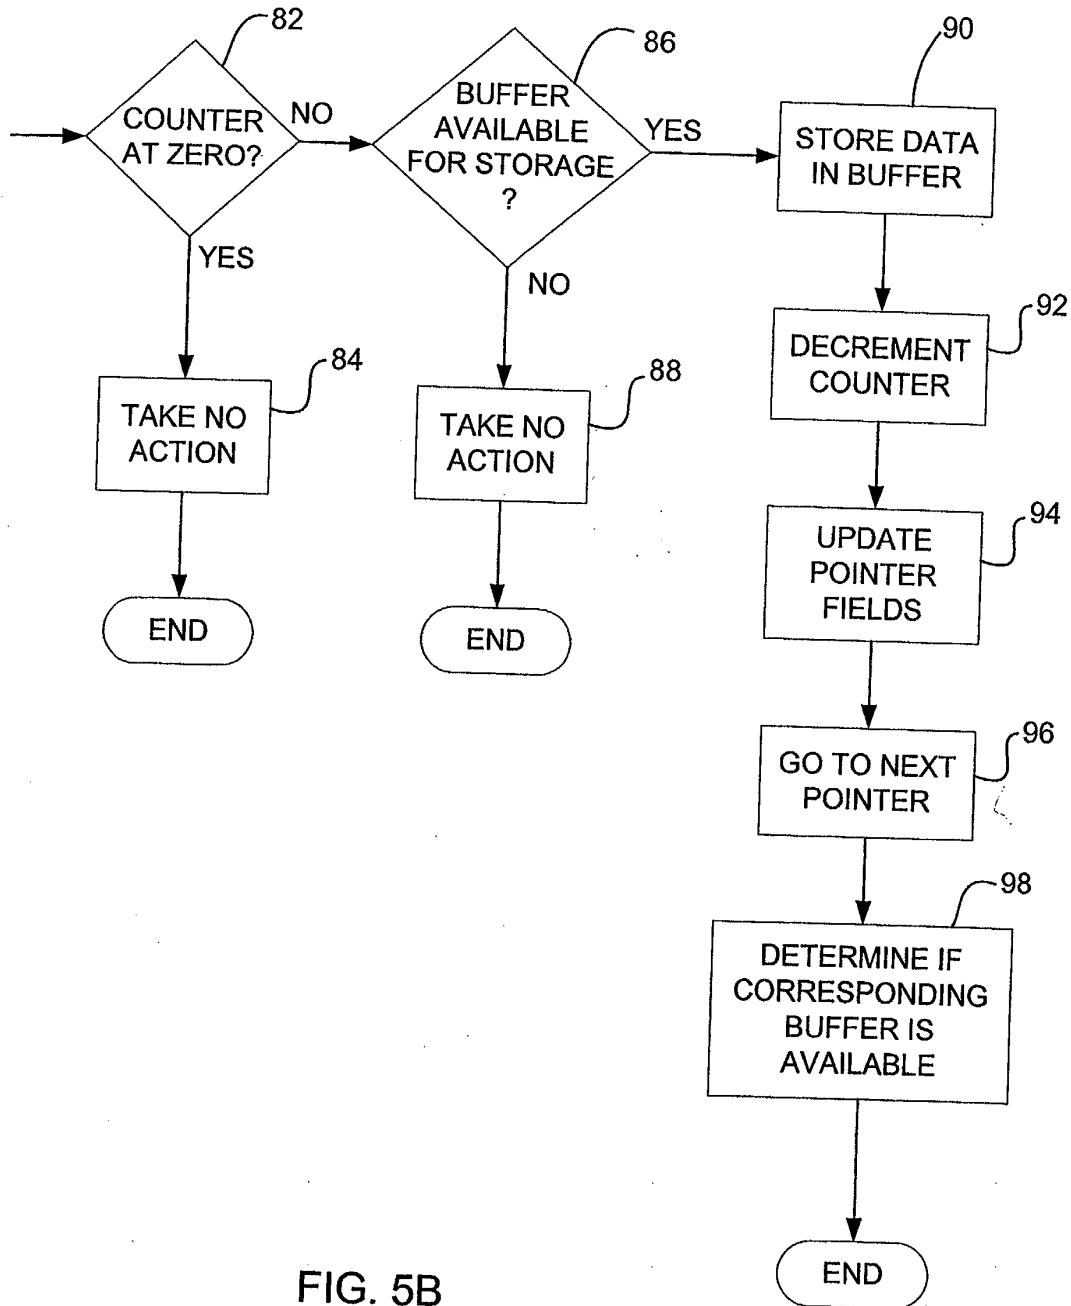 82
COUNTER
AT ZERO?
NO
YES
84
TAKE NO
ACTION
END
86
BUFFER
AVAILABLE
FOR STORAGE
?
YES
NO
88
TAKE NO
ACTION
END
90
STORE DATA
IN BUFFER
92
DECREMENT
COUNTER
94
UPDATE
POINTER
FIELDS
96
GO TO NEXT
POINTER
98
DETERMINE IF
CORRESPONDING
BUFFER IS
AVAILABLE
END
FIG. 5B